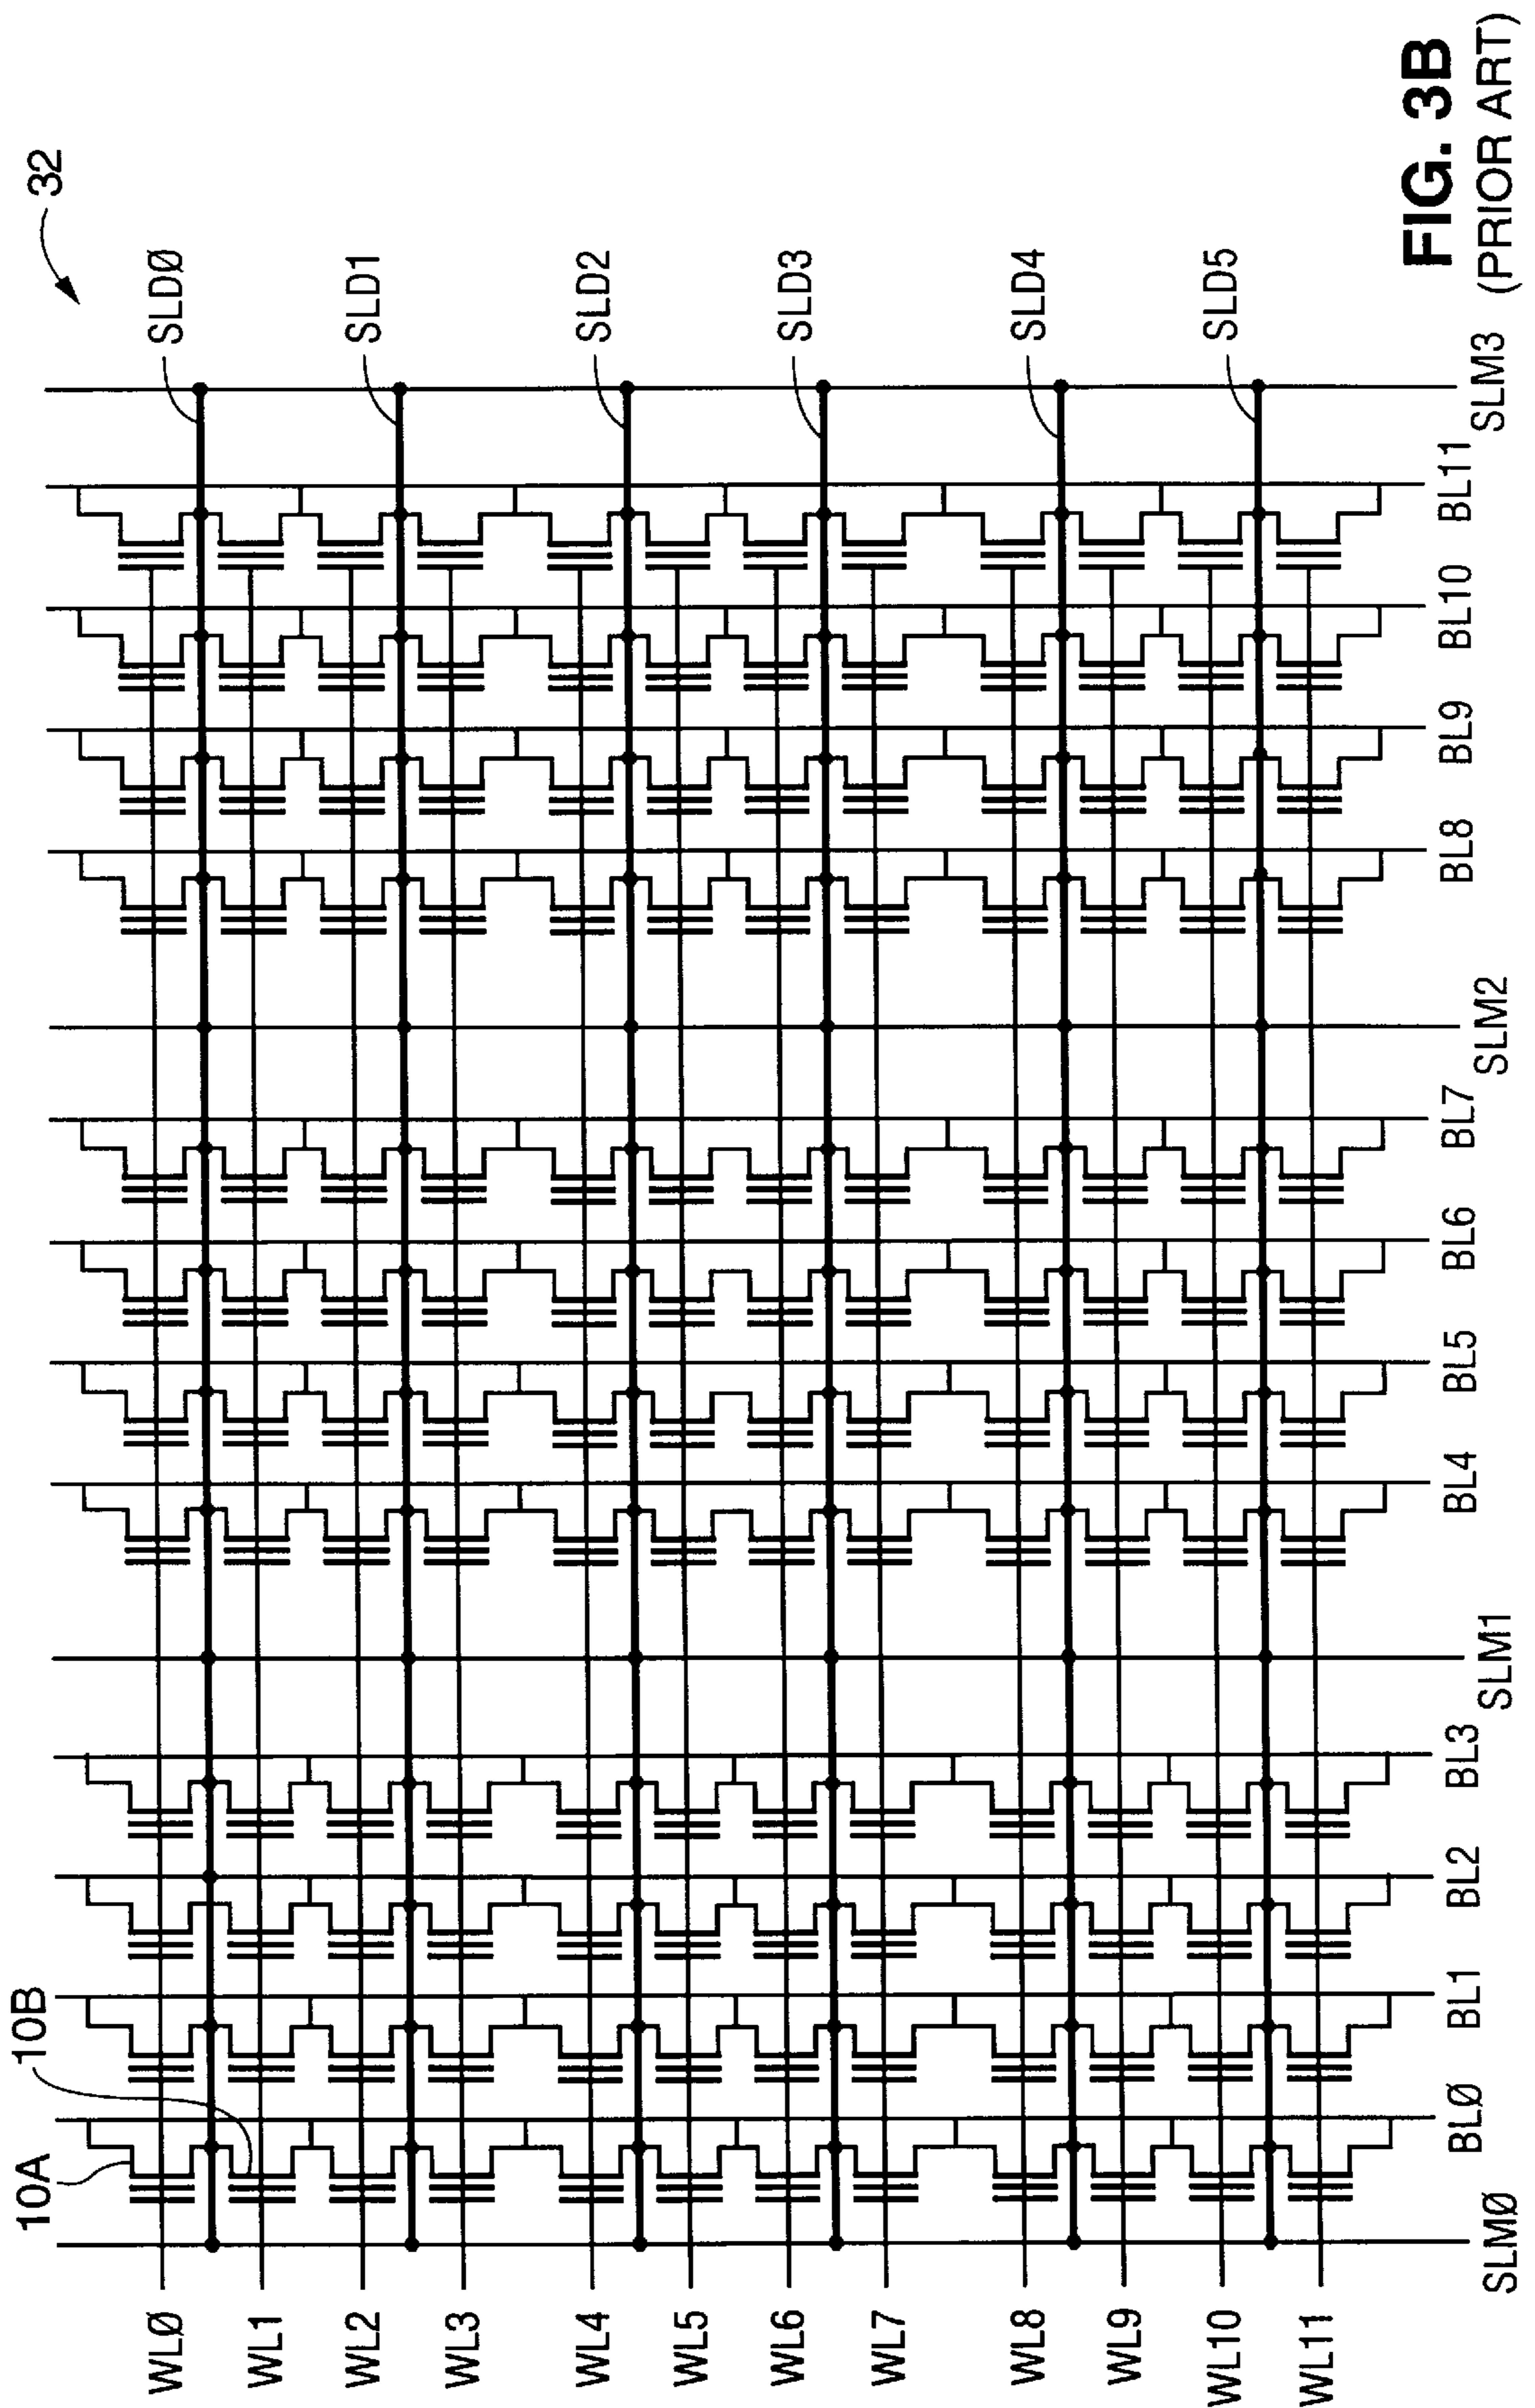 32
10A
10B
SLDØ
SLD1
SLD2
SLD3
SLD4
SLD5
WLØ
WL1
WL2
WL3
WL4
WL5
WL6
WL7
WL8
WL9
WL10
WL11
SLMØ
BLØ
BL1
BL2
BL3
SLM1
BL4
BL5
BL6
BL7
SLM2
BL8
BL9
BL10
BL11
SLM3
FIG. 3B
(PRIOR ART)